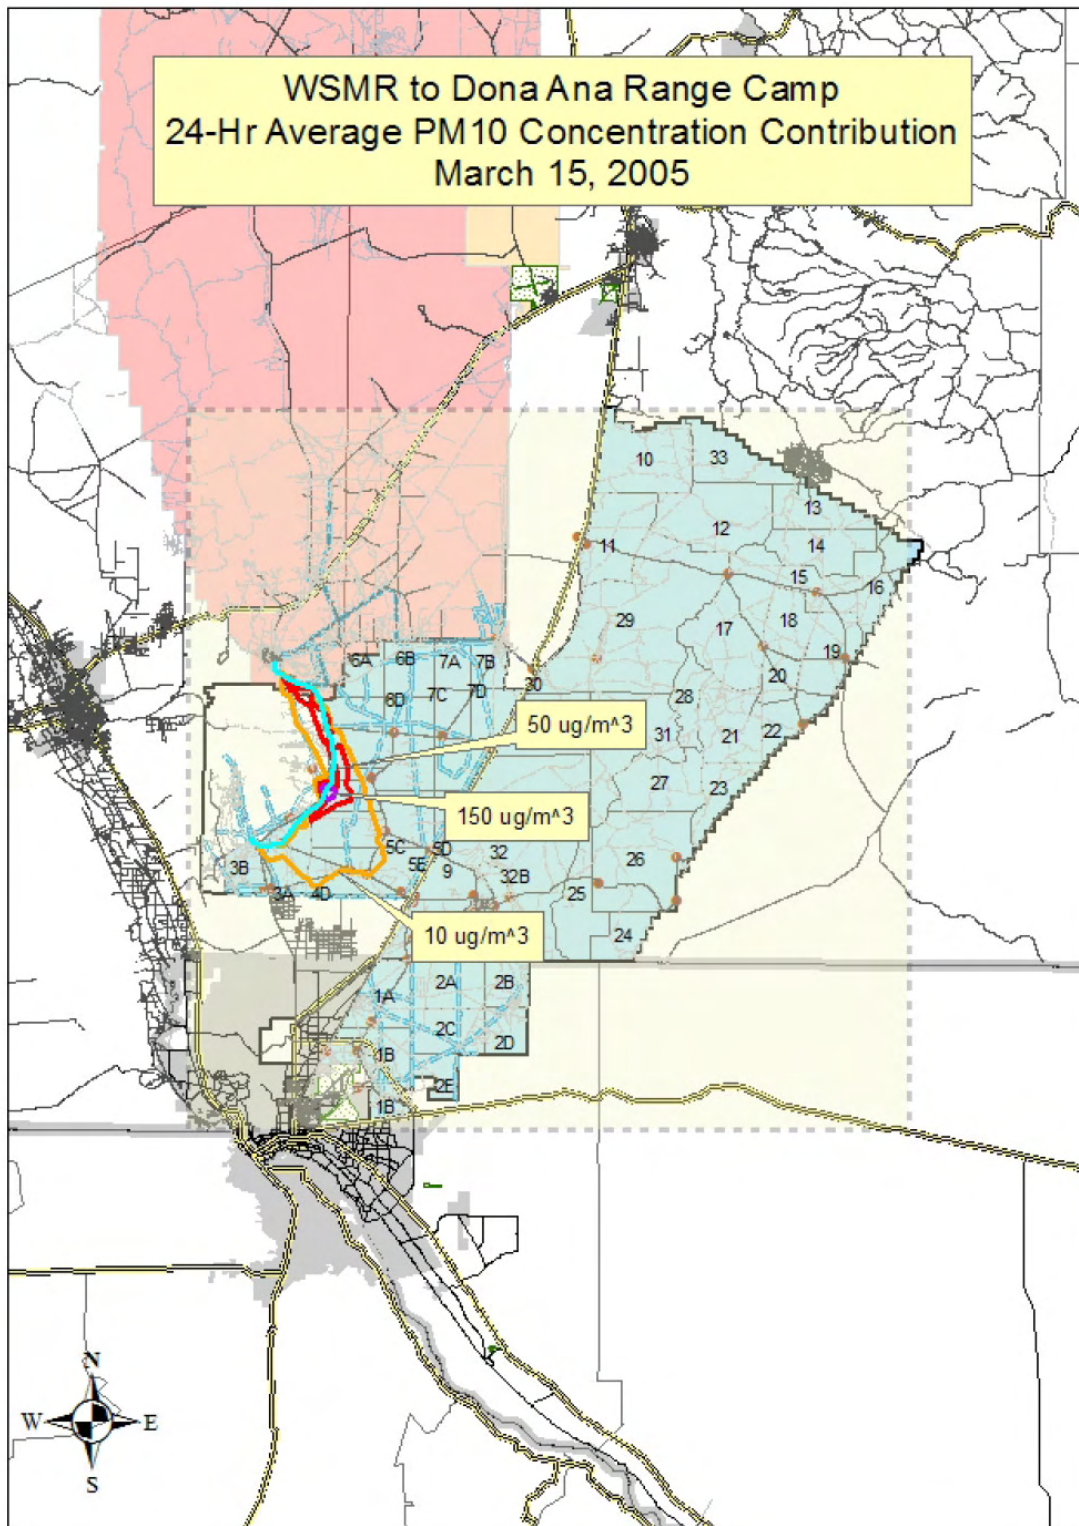 WSMR to Dona Ana Range Camp
24-Hr Average PM10 Concentration Contribution
March 15, 2005
10
33
13
12
11
14
15
16
29
17
18
19
6A
6B
7A
7B
20
30
28
6D
7C
7D
50 ug/m^3
31
21
22
27
23
150 ug/m^3
5C
5D
32
26
3B
5E
9
3A
4D
32B
25
10 ug/m^3
24
2A
2B
1A
2C
2D
1B
2E
1B
N
W
E
S